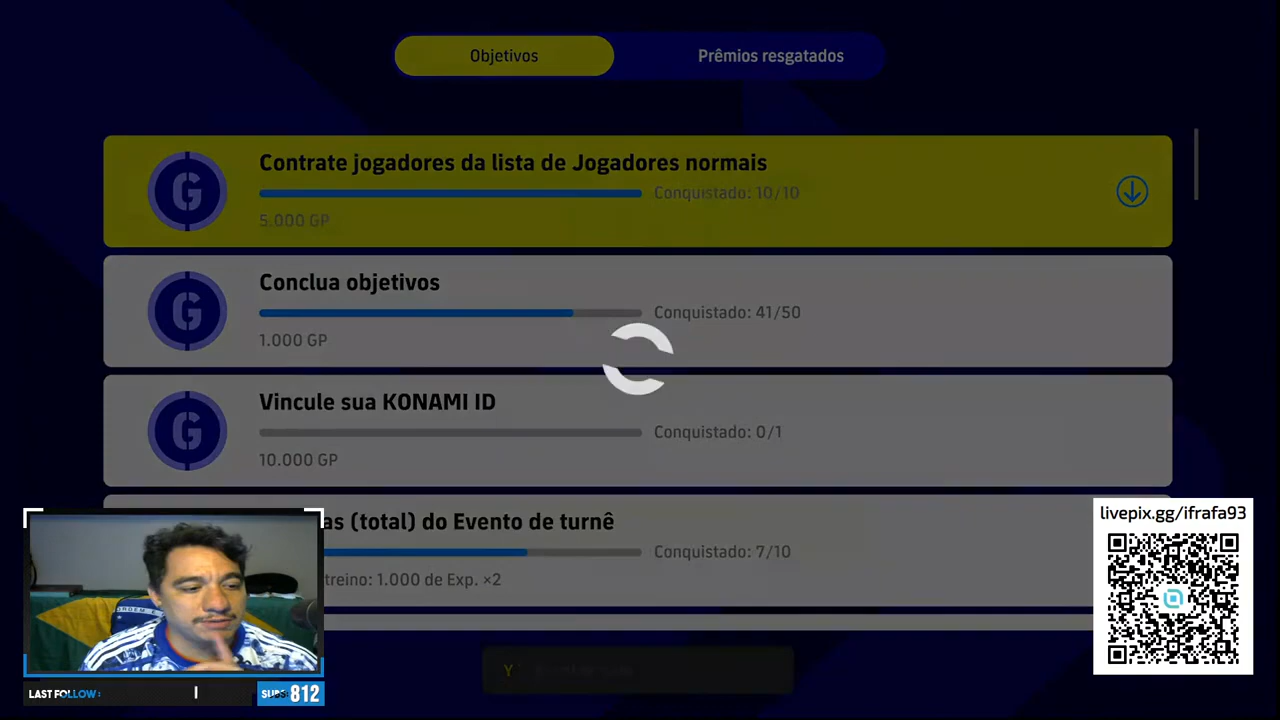 Objetivos
Prêmios resgatados
Contrate jogadores da lista de Jogadores normais
Conquistado: 10/10
5.000 GP
Conclua objetivos
Conquistado: 41/50
1.000 GP
Vincule sua KONAMI ID
Conquistado: 0/1
10.000 GP
as (total) do Evento de turnê
Conquistado: 7/10
treino: 1.000 de Exp. ×2
livepix.gg/ifrafa93
Y
LAST FOLLOW:
SUBS: 812